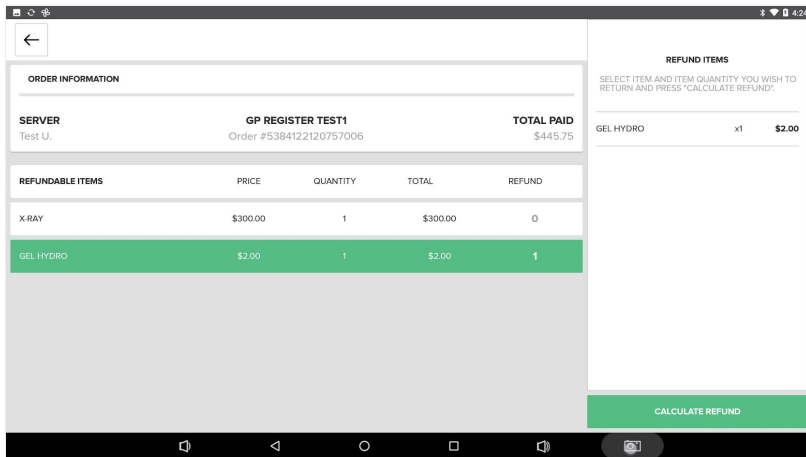 4:24
ORDER INFORMATION
SERVER GP REGISTER TEST1 TOTAL PAID
Test U. Order #5384122120757006 $445.75
REFUNDABLE ITEMS PRICE QUANTITY TOTAL REFUND
X-RAY $300.00 1 $300.00 0
GEL HYDRO $2.00 1 $2.00 1
REFUND ITEMS
SELECT ITEM AND ITEM QUANTITY YOU WISH TO
RETURN AND PRESS "CALCULATE REFUND".
GEL HYDRO x1 $2.00
CALCULATE REFUND